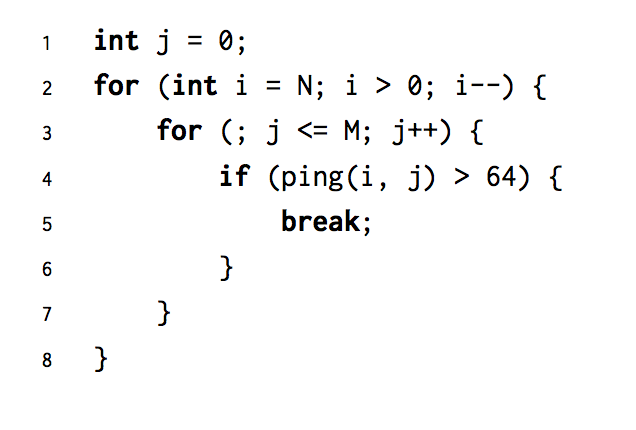 1 int j = 0;
2 for (int i = N; i > 0; i--) {
3 for (; j <= M; j++) {
4 if (ping(i, j) > 64) {
5 break;
6 }
7 }
8 }